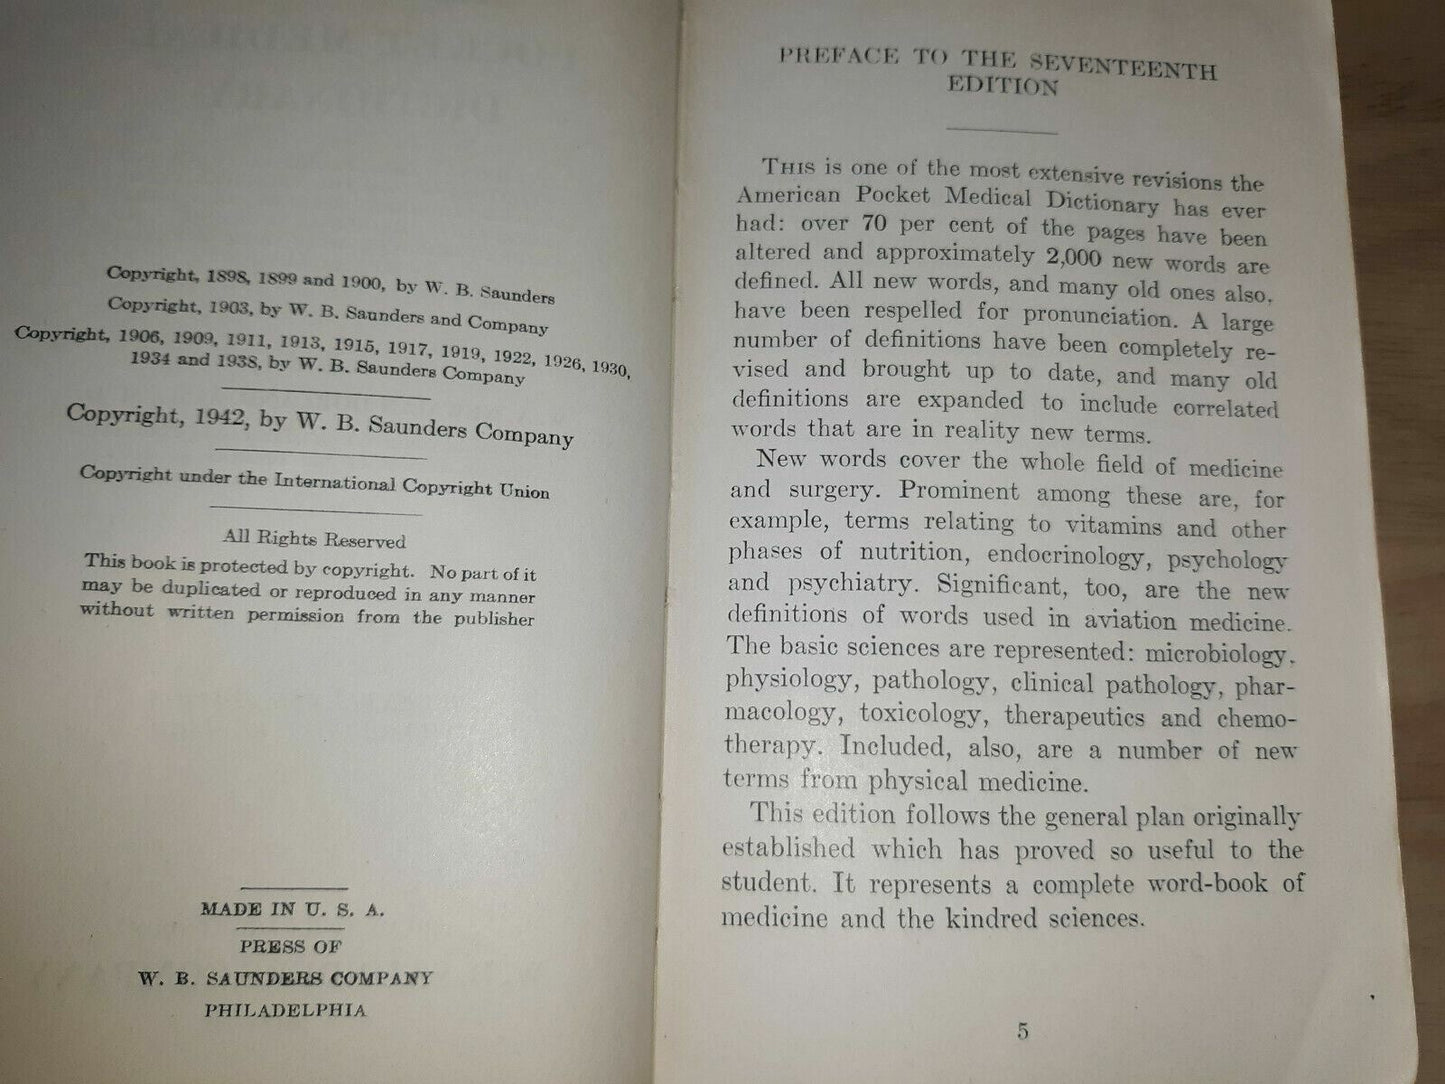 Copyright, 1898, 1899 and 1900, by W. B. Saunders
Copyright, 1903, by W. B. Saunders and Company
Copyright, 1906, 1909, 1911, 1913, 1915, 1917, 1919, 1922, 1926, 1930,
1934 and 1938, by W. B. Saunders Company
Copyright, 1942, by W. B. Saunders Company
Copyright under the International Copyright Union
All Rights Reserved
This book is protected by copyright. No part of it
may be duplicated or reproduced in any manner
without written permission from the publisher
MADE IN U. S. A.
PRESS OF
W. B. SAUNDERS COMPANY
PHILADELPHIA
PREFACE TO THE SEVENTEENTH
EDITION
THIS is one of the most extensive revisions the
American Pocket Medical Dictionary has ever
had: over 70 per cent of the pages have been
altered and approximately 2,000 new words are
defined. All new words, and many old ones also,
have been respelled for pronunciation. A large
number of definitions have been completely re-
vised and brought up to date, and many old
definitions are expanded to include correlated
words that are in reality new terms.
New words cover the whole field of medicine
and surgery. Prominent among these are, for
example, terms relating to vitamins and other
phases of nutrition, endocrinology, psychology
and psychiatry. Significant, too, are the new
definitions of words used in aviation medicine.
The basic sciences are represented: microbiology,
physiology, pathology, clinical pathology, phar-
macology, toxicology, therapeutics and chemo-
therapy. Included, also, are a number of new
terms from physical medicine.
This edition follows the general plan originally
established which has proved so useful to the
student. It represents a complete word-book of
medicine and the kindred sciences.
5